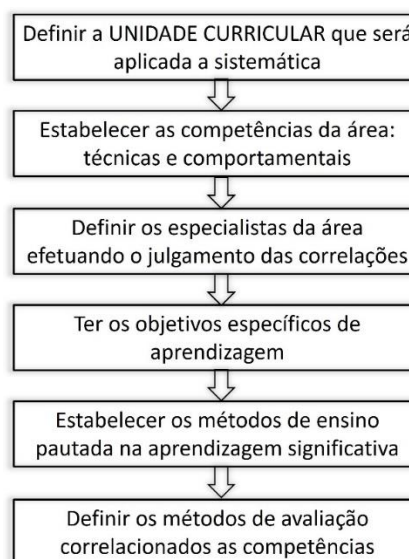 Definir a UNIDADE CURRICULAR que será
aplicada a sistemática
Estabelecer as competências da área:
técnicas e comportamentais
Definir os especialistas da área
efetuando o julgamento das correlações
Ter os objetivos específicos de
aprendizagem
Estabelecer os métodos de ensino
pautada na aprendizagem significativa
Definir os métodos de avaliação
correlacionados as competências